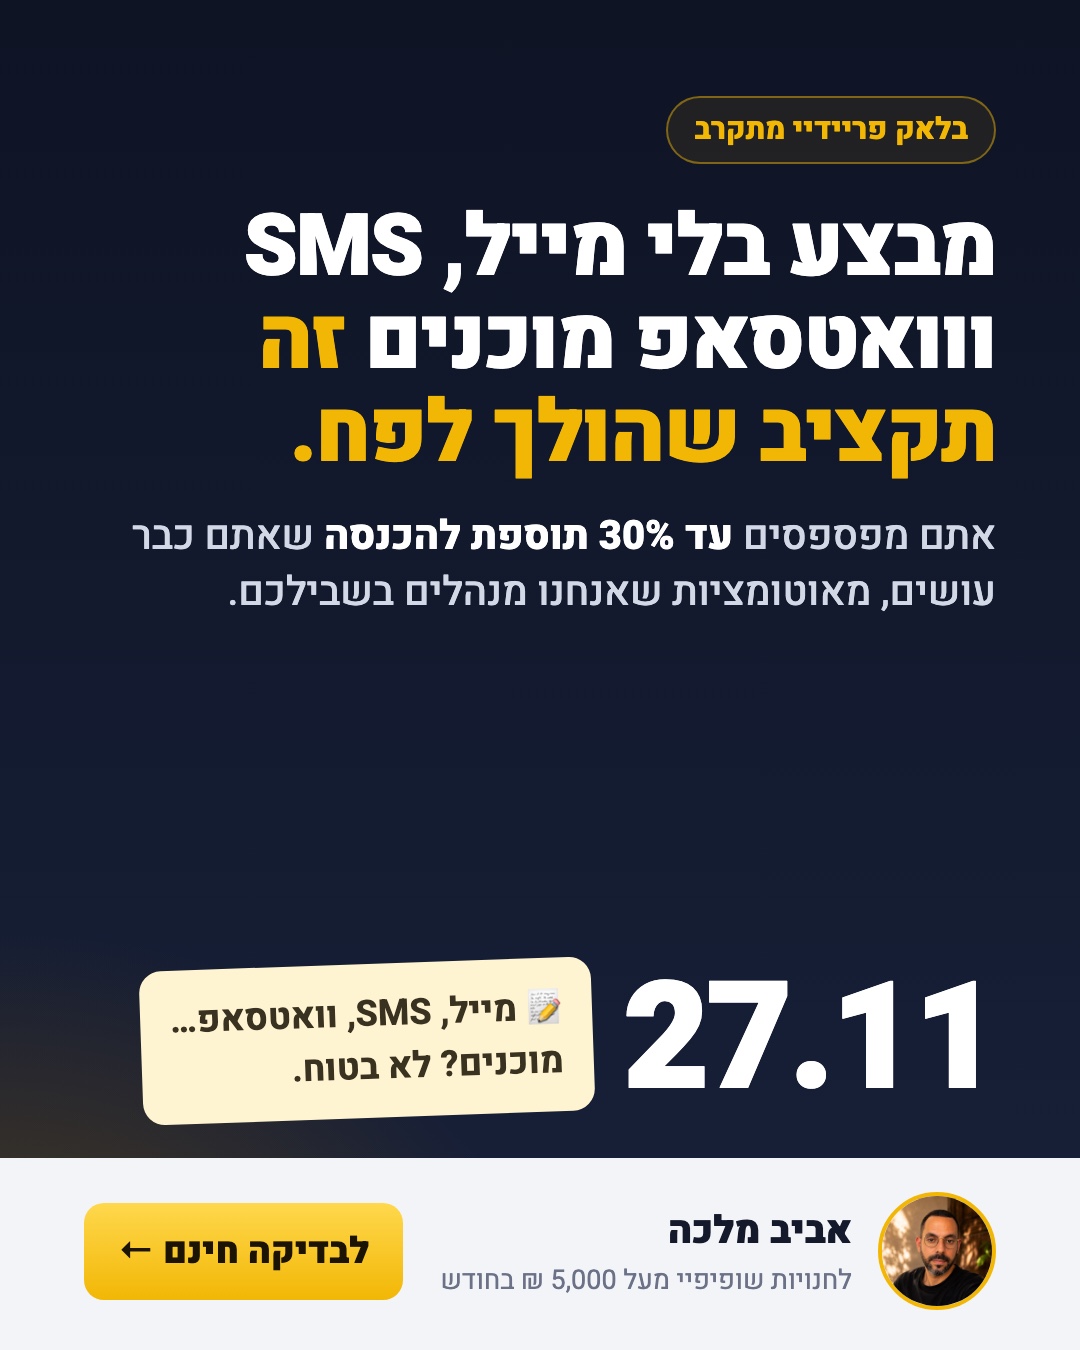 בלאק פריידיי מתקרב
מבצע בלי מייל, SMS
וווואטסאפ מוכנים זה
תקציב שהולך לפח.
אתם מפספסים עד 30% תוספת להכנסה שאתם כבר
עושים, מאוטומציות שאנחנו מנהלים בשבילכם.
27.11
📝 מייל, SMS, וואטסאפ...
מוכנים? לא בטוח.
אביב מלכה
לחנויות שופיפיי מעל 5,000 ₪ בחודש
לבדיקה חינם ←